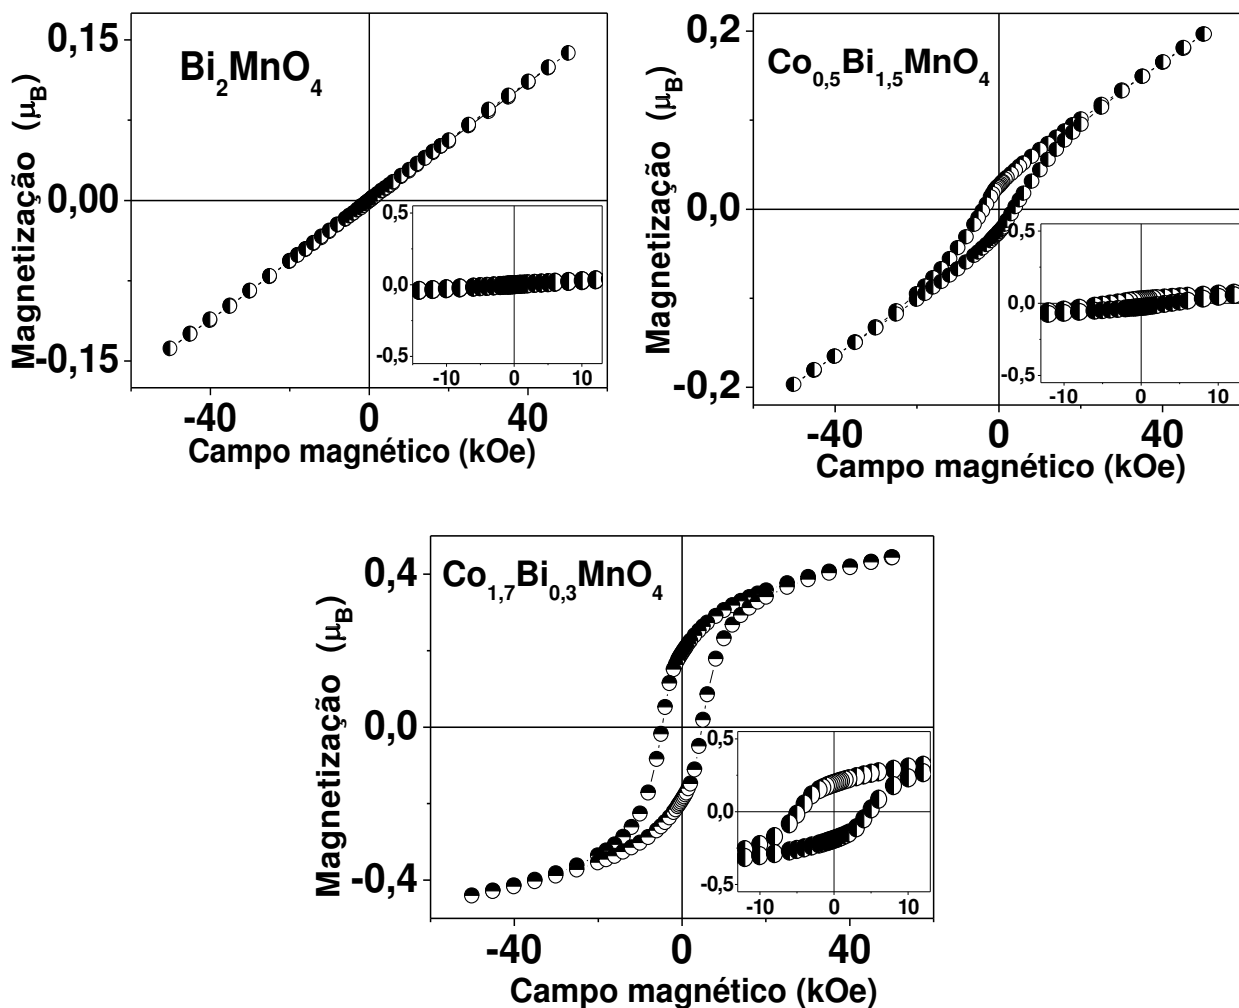 Bi2MnO4
Magnetização (μB)
0,15
0,00
-0,15
-40 0 40
Campo magnético (kOe)
0,5
0,0
-0,5
-10 0 10
Co0,5Bi1,5MnO4
Magnetização (μB)
0,2
0,0
-0,2
-40 0 40
Campo magnético (kOe)
0,5
0,0
-0,5
-10 0 10
Co1,7Bi0,3MnO4
Magnetização (μB)
0,4
0,0
-0,4
-40 0 40
Campo magnético (kOe)
0,5
0,0
-0,5
-10 0 10